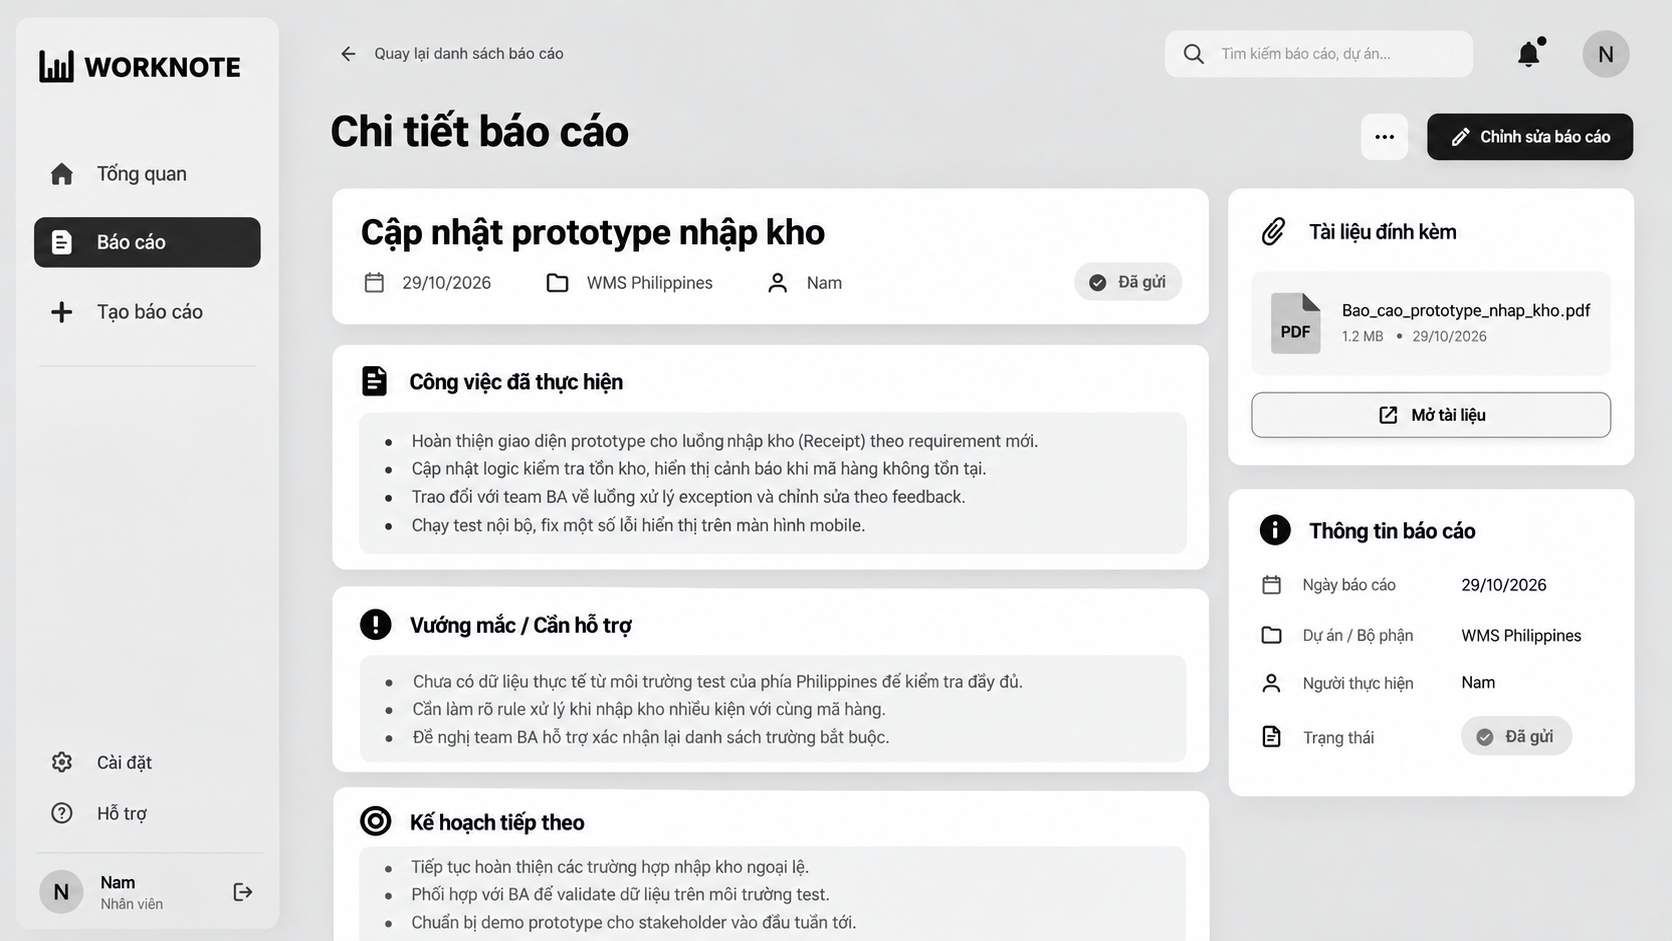 WORKNOTE
Tổng quan
Báo cáo
Tạo báo cáo
Cài đặt
Hỗ trợ
N
Nam
Nhân viên
Quay lại danh sách báo cáo
Tìm kiếm báo cáo, dự án...
N
Chi tiết báo cáo
Chỉnh sửa báo cáo
Cập nhật prototype nhập kho
29/10/2026 WMS Philippines Nam Đã gửi
Công việc đã thực hiện
• Hoàn thiện giao diện prototype cho luồng nhập kho (Receipt) theo requirement mới.
• Cập nhật logic kiểm tra tồn kho, hiển thị cảnh báo khi mã hàng không tồn tại.
• Trao đổi với team BA về luồng xử lý exception và chỉnh sửa theo feedback.
• Chạy test nội bộ, fix một số lỗi hiển thị trên màn hình mobile.
Vướng mắc / Cần hỗ trợ
• Chưa có dữ liệu thực tế từ môi trường test của phía Philippines để kiểm tra đầy đủ.
• Cần làm rõ rule xử lý khi nhập kho nhiều kiện với cùng mã hàng.
• Đề nghị team BA hỗ trợ xác nhận lại danh sách trường bắt buộc.
Kế hoạch tiếp theo
• Tiếp tục hoàn thiện các trường hợp nhập kho ngoại lệ.
• Phối hợp với BA để validate dữ liệu trên môi trường test.
• Chuẩn bị demo prototype cho stakeholder vào đầu tuần tới.
Tài liệu đính kèm
PDF
Bao_cao_prototype_nhap_kho.pdf
1.2 MB • 29/10/2026
Mở tài liệu
Thông tin báo cáo
Ngày báo cáo 29/10/2026
Dự án / Bộ phận WMS Philippines
Người thực hiện Nam
Trạng thái Đã gửi